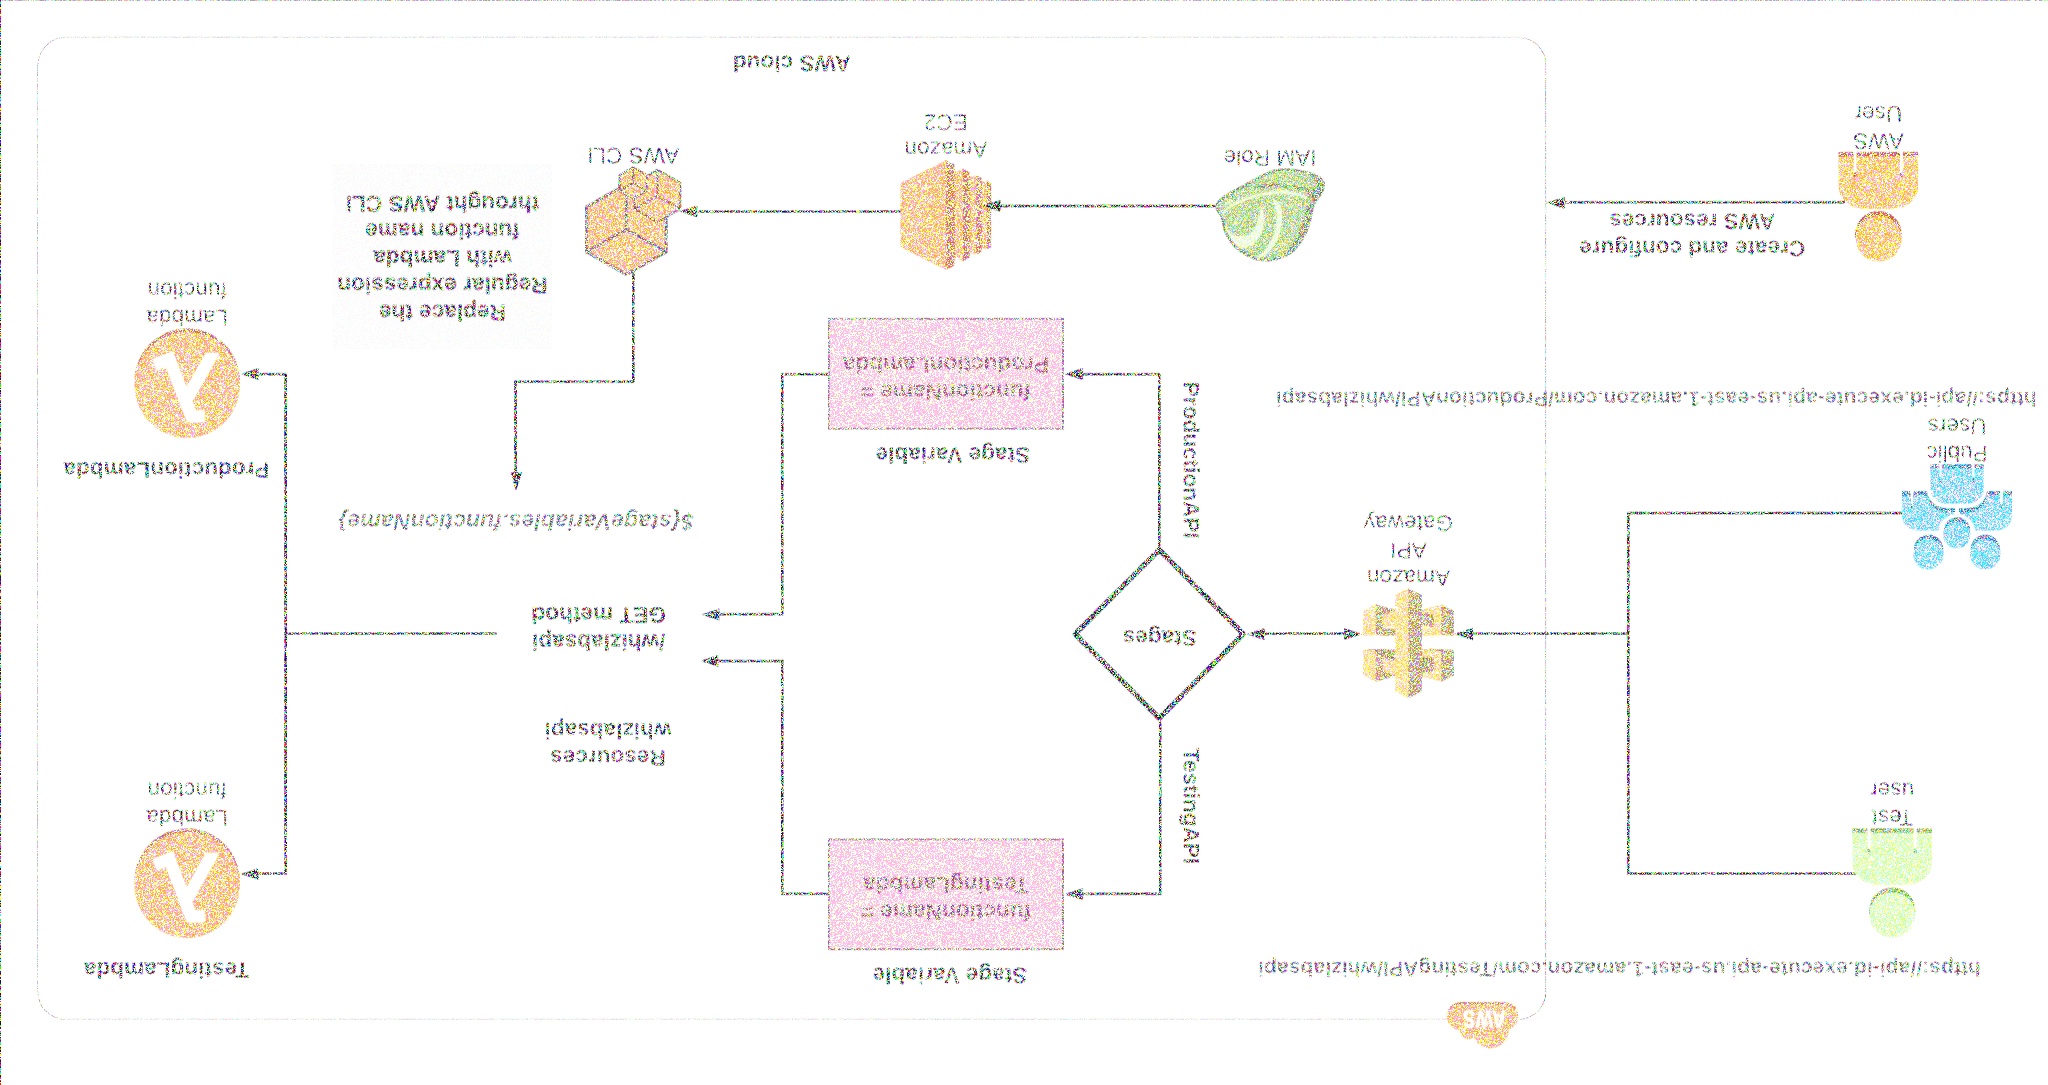 AWS
https://api-id.execute-api.us-east-1.amazon.com/TestingAPI/whizlabsapi
Test
user
Stage Variable
functionName =
TestingLambda
TestingLambda
Lambda
function
TestingAPI
Resources
whizlabsapi
Stages
/whizlabsapi
GET method
Amazon
API
Gateway
${stageVariables.functionName}
Public
Users
https://api-id.execute-api.us-east-1.amazon.com/ProductionAPI/whizlabsapi
ProductionAPI
Stage Variable
functionName =
ProductionLambda
ProductionLambda
Lambda
function
Create and configure
AWS resources
AWS
User
IAM Role
Amazon
EC2
AWS CLI
Replace the
Regular expression
with Lambda
function name
throught AWS CLI
AWS cloud